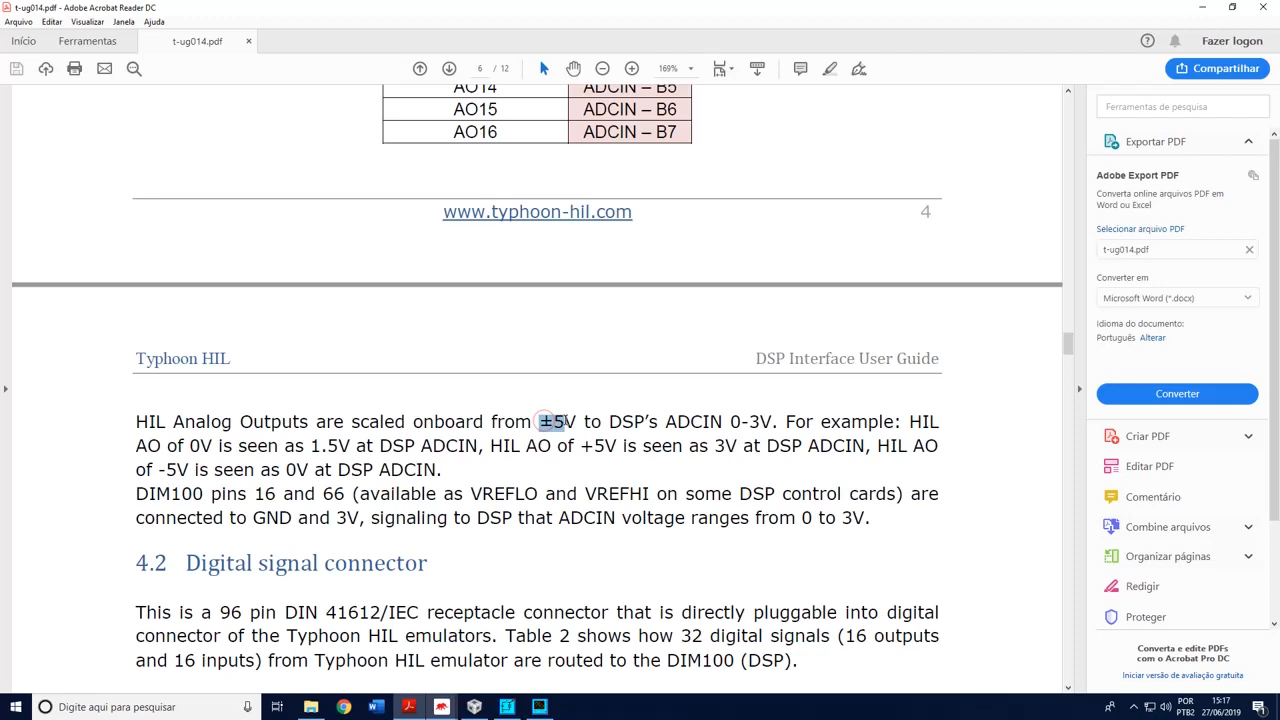 t-ug014.pdf - Adobe Acrobat Reader DC
Arquivo Editar Visualizar Janela Ajuda
Início Ferramentas t-ug014.pdf × Fazer logon
6 / 12 169% Compartilhar
AO14 ADCIN – B5
AO15 ADCIN – B6
AO16 ADCIN – B7
www.typhoon-hil.com 4
Typhoon HIL DSP Interface User Guide
HIL Analog Outputs are scaled onboard from ±5V to DSP's ADCIN 0-3V. For example: HIL
AO of 0V is seen as 1.5V at DSP ADCIN, HIL AO of +5V is seen as 3V at DSP ADCIN, HIL AO
of -5V is seen as 0V at DSP ADCIN.
DIM100 pins 16 and 66 (available as VREFLO and VREFHI on some DSP control cards) are
connected to GND and 3V, signaling to DSP that ADCIN voltage ranges from 0 to 3V.
4.2 Digital signal connector
This is a 96 pin DIN 41612/IEC receptacle connector that is directly pluggable into digital
connector of the Typhoon HIL emulators. Table 2 shows how 32 digital signals (16 outputs
and 16 inputs) from Typhoon HIL emulator are routed to the DIM100 (DSP).
Ferramentas de pesquisa
Exportar PDF
Adobe Export PDF
Converta online arquivos PDF em
Word ou Excel
Selecionar arquivo PDF
t-ug014.pdf
Converter em
Microsoft Word (*.docx)
Idioma do documento:
Português Alterar
Converter
Criar PDF
Editar PDF
Comentário
Combine arquivos
Organizar páginas
Redigir
Proteger
Converta e edite PDFs
com o Acrobat Pro DC
Iniciar versão de avaliação gratuita
Digite aqui para pesquisar
POR 15:17
PTB2 27/06/2019